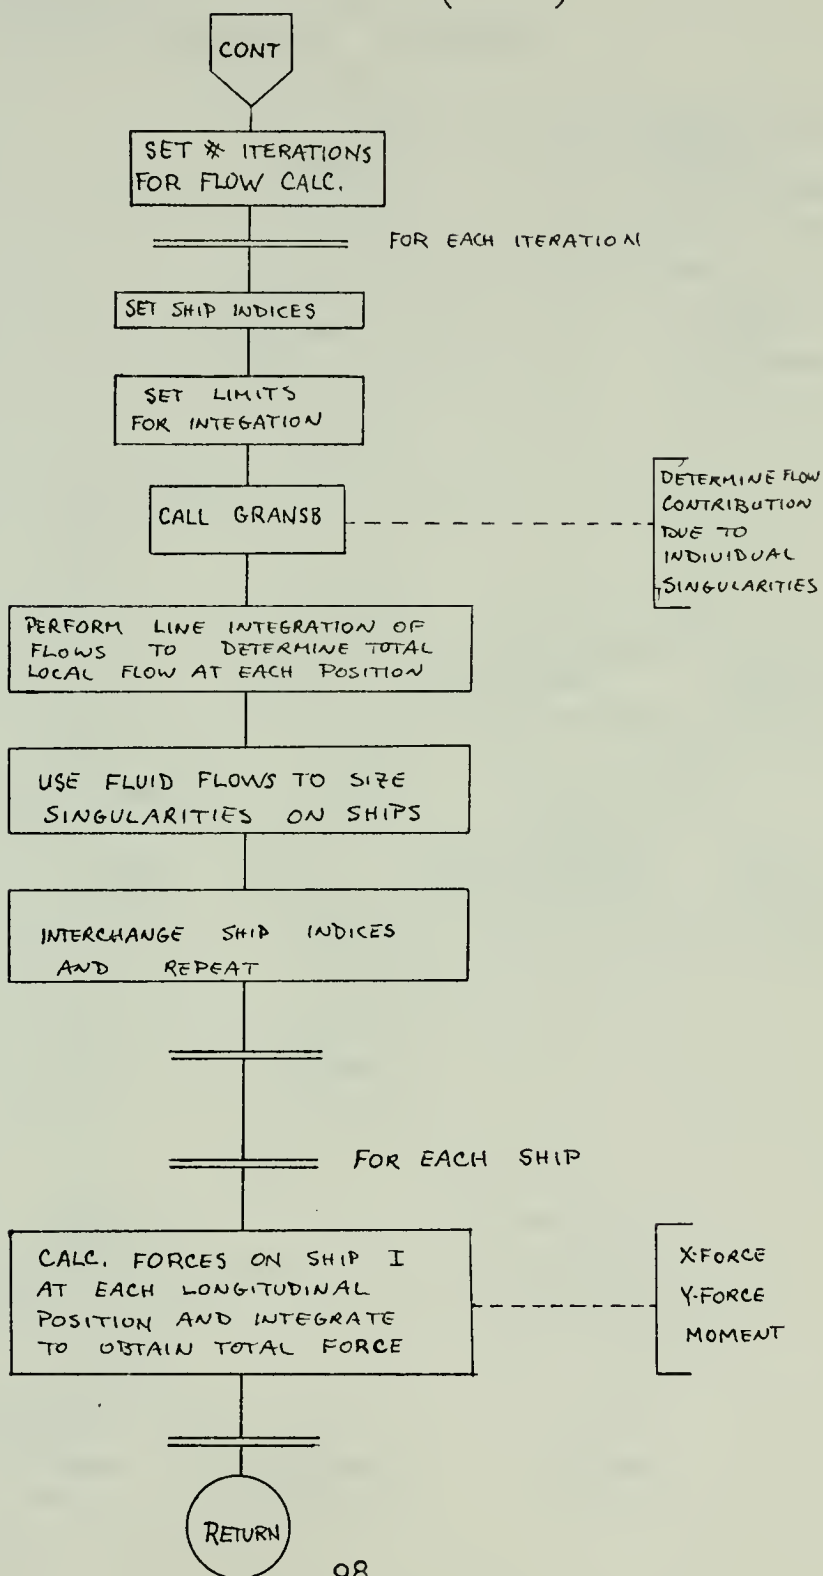 CONT
SET # ITERATIONS
FOR FLOW CALC.
FOR EACH ITERATION
SET SHIP INDICES
SET LIMITS
FOR INTEGATION
CALL GRANSB
DETERMINE FLOW
CONTRIBUTION
DUE TO
INDIVIDUAL
SINGULARITIES
PERFORM LINE INTEGRATION OF
FLOWS TO DETERMINE TOTAL
LOCAL FLOW AT EACH POSITION
USE FLUID FLOWS TO SIZE
SINGULARITIES ON SHIPS
INTERCHANGE SHIP INDICES
AND REPEAT
FOR EACH SHIP
CALC. FORCES ON SHIP I
AT EACH LONGITUDINAL
POSITION AND INTEGRATE
TO OBTAIN TOTAL FORCE
X-FORCE
Y-FORCE
MOMENT
RETURN
98